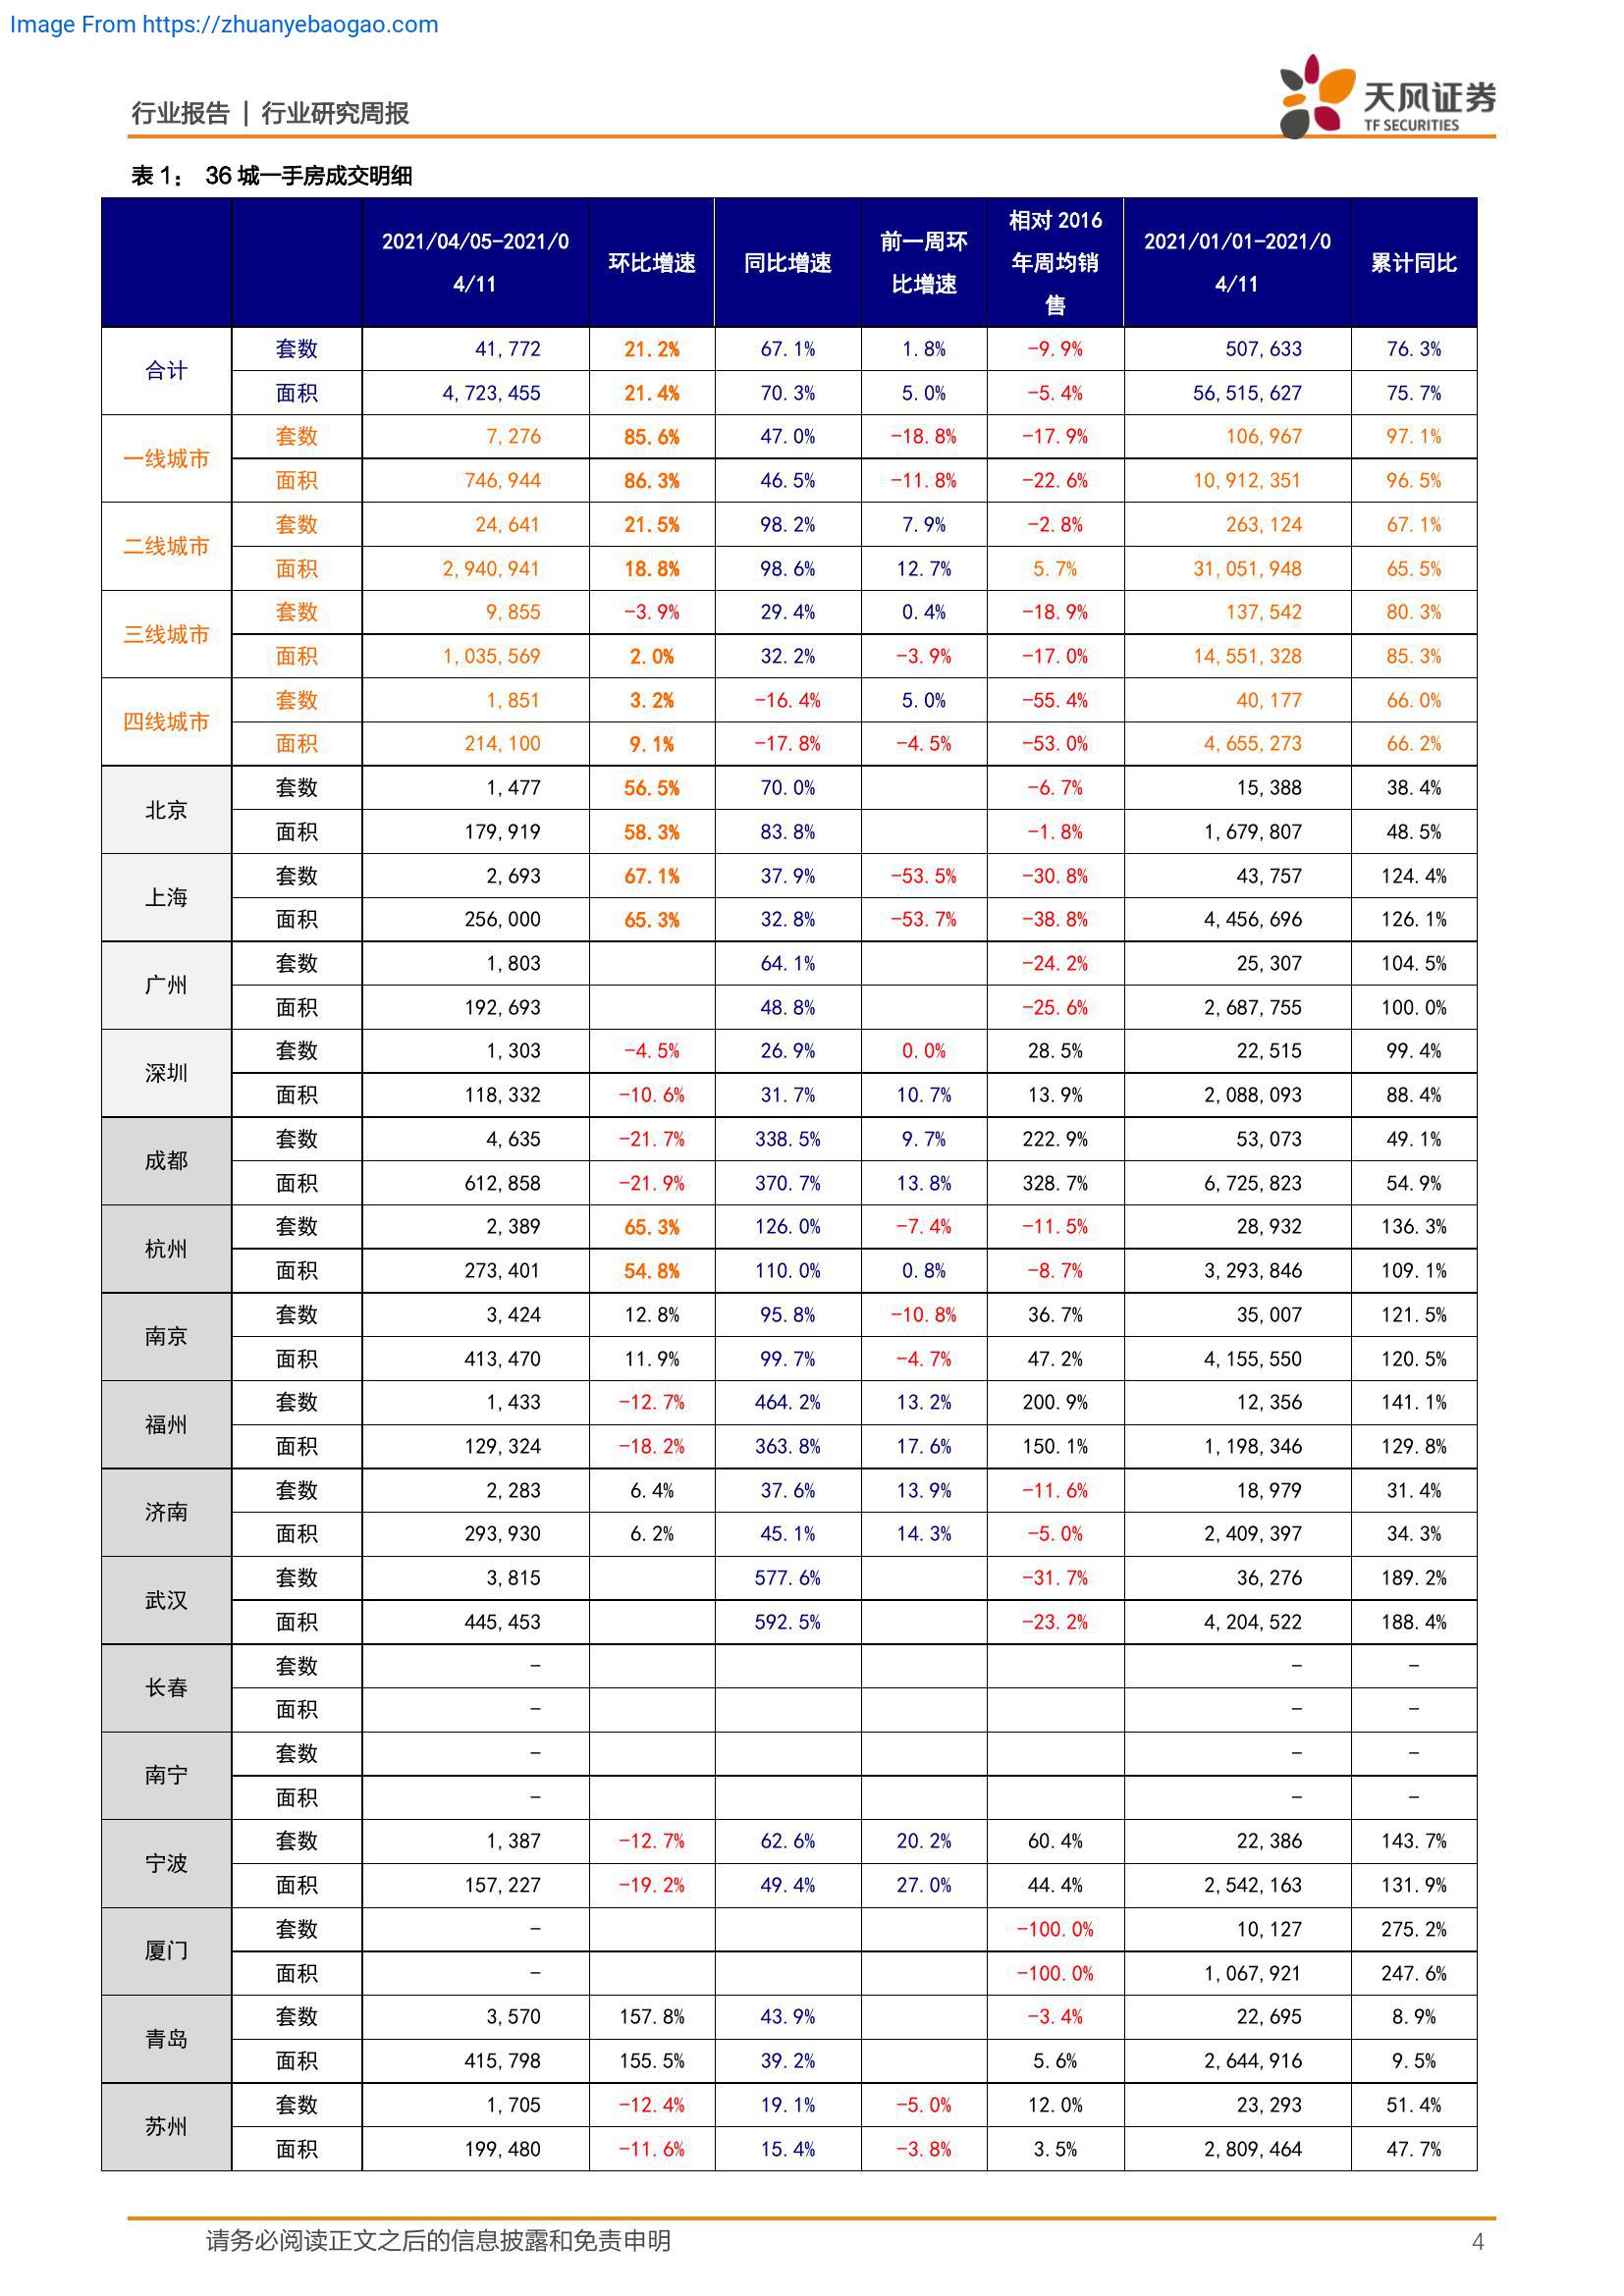 Image From https://zhuanyebaogao.com
行业报告 | 行业研究周报
天风证券
TF SECURITIES
表 1： 36 城一手房成交明细
2021/04/05-2021/04/11 环比增速 同比增速 前一周环比增速 相对 2016 年周均销售 2021/01/01-2021/04/11 累计同比
合计 套数 41,772 21.2% 67.1% 1.8% -9.9% 507,633 76.3%
面积 4,723,455 21.4% 70.3% 5.0% -5.4% 56,515,627 75.7%
一线城市 套数 7,276 85.6% 47.0% -18.8% -17.9% 106,967 97.1%
面积 746,944 86.3% 46.5% -11.8% -22.6% 10,912,351 96.5%
二线城市 套数 24,641 21.5% 98.2% 7.9% -2.8% 263,124 67.1%
面积 2,940,941 18.8% 98.6% 12.7% 5.7% 31,051,948 65.5%
三线城市 套数 9,855 -3.9% 29.4% 0.4% -18.9% 137,542 80.3%
面积 1,035,569 2.0% 32.2% -3.9% -17.0% 14,551,328 85.3%
四线城市 套数 1,851 3.2% -16.4% 5.0% -55.4% 40,177 66.0%
面积 214,100 9.1% -17.8% -4.5% -53.0% 4,655,273 66.2%
北京 套数 1,477 56.5% 70.0% -6.7% 15,388 38.4%
面积 179,919 58.3% 83.8% -1.8% 1,679,807 48.5%
上海 套数 2,693 67.1% 37.9% -53.5% -30.8% 43,757 124.4%
面积 256,000 65.3% 32.8% -53.7% -38.8% 4,456,696 126.1%
广州 套数 1,803 64.1% -24.2% 25,307 104.5%
面积 192,693 48.8% -25.6% 2,687,755 100.0%
深圳 套数 1,303 -4.5% 26.9% 0.0% 28.5% 22,515 99.4%
面积 118,332 -10.6% 31.7% 10.7% 13.9% 2,088,093 88.4%
成都 套数 4,635 -21.7% 338.5% 9.7% 222.9% 53,073 49.1%
面积 612,858 -21.9% 370.7% 13.8% 328.7% 6,725,823 54.9%
杭州 套数 2,389 65.3% 126.0% -7.4% -11.5% 28,932 136.3%
面积 273,401 54.8% 110.0% 0.8% -8.7% 3,293,846 109.1%
南京 套数 3,424 12.8% 95.8% -10.8% 36.7% 35,007 121.5%
面积 413,470 11.9% 99.7% -4.7% 47.2% 4,155,550 120.5%
福州 套数 1,433 -12.7% 464.2% 13.2% 200.9% 12,356 141.1%
面积 129,324 -18.2% 363.8% 17.6% 150.1% 1,198,346 129.8%
济南 套数 2,283 6.4% 37.6% 13.9% -11.6% 18,979 31.4%
面积 293,930 6.2% 45.1% 14.3% -5.0% 2,409,397 34.3%
武汉 套数 3,815 577.6% -31.7% 36,276 189.2%
面积 445,453 592.5% -23.2% 4,204,522 188.4%
长春 套数 - - -
面积 - - -
南宁 套数 - - -
面积 - - -
宁波 套数 1,387 -12.7% 62.6% 20.2% 60.4% 22,386 143.7%
面积 157,227 -19.2% 49.4% 27.0% 44.4% 2,542,163 131.9%
厦门 套数 - -100.0% 10,127 275.2%
面积 - -100.0% 1,067,921 247.6%
青岛 套数 3,570 157.8% 43.9% -3.4% 22,695 8.9%
面积 415,798 155.5% 39.2% 5.6% 2,644,916 9.5%
苏州 套数 1,705 -12.4% 19.1% -5.0% 12.0% 23,293 51.4%
面积 199,480 -11.6% 15.4% -3.8% 3.5% 2,809,464 47.7%
请务必阅读正文之后的信息披露和免责申明 4